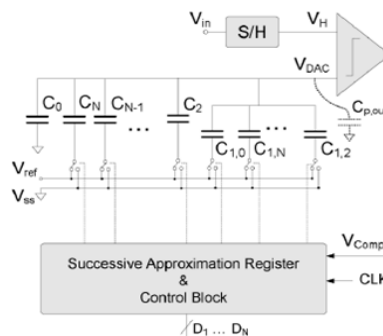 V_in S/H V_H
V_DAC
C_0 C_N C_N-1 ... C_2 C_p,ou
C_1,0 C_1,N ... C_1,2
V_ref
V_ss
Successive Approximation Register
&
Control Block
V_Comp
CLK
D_1 ... D_N